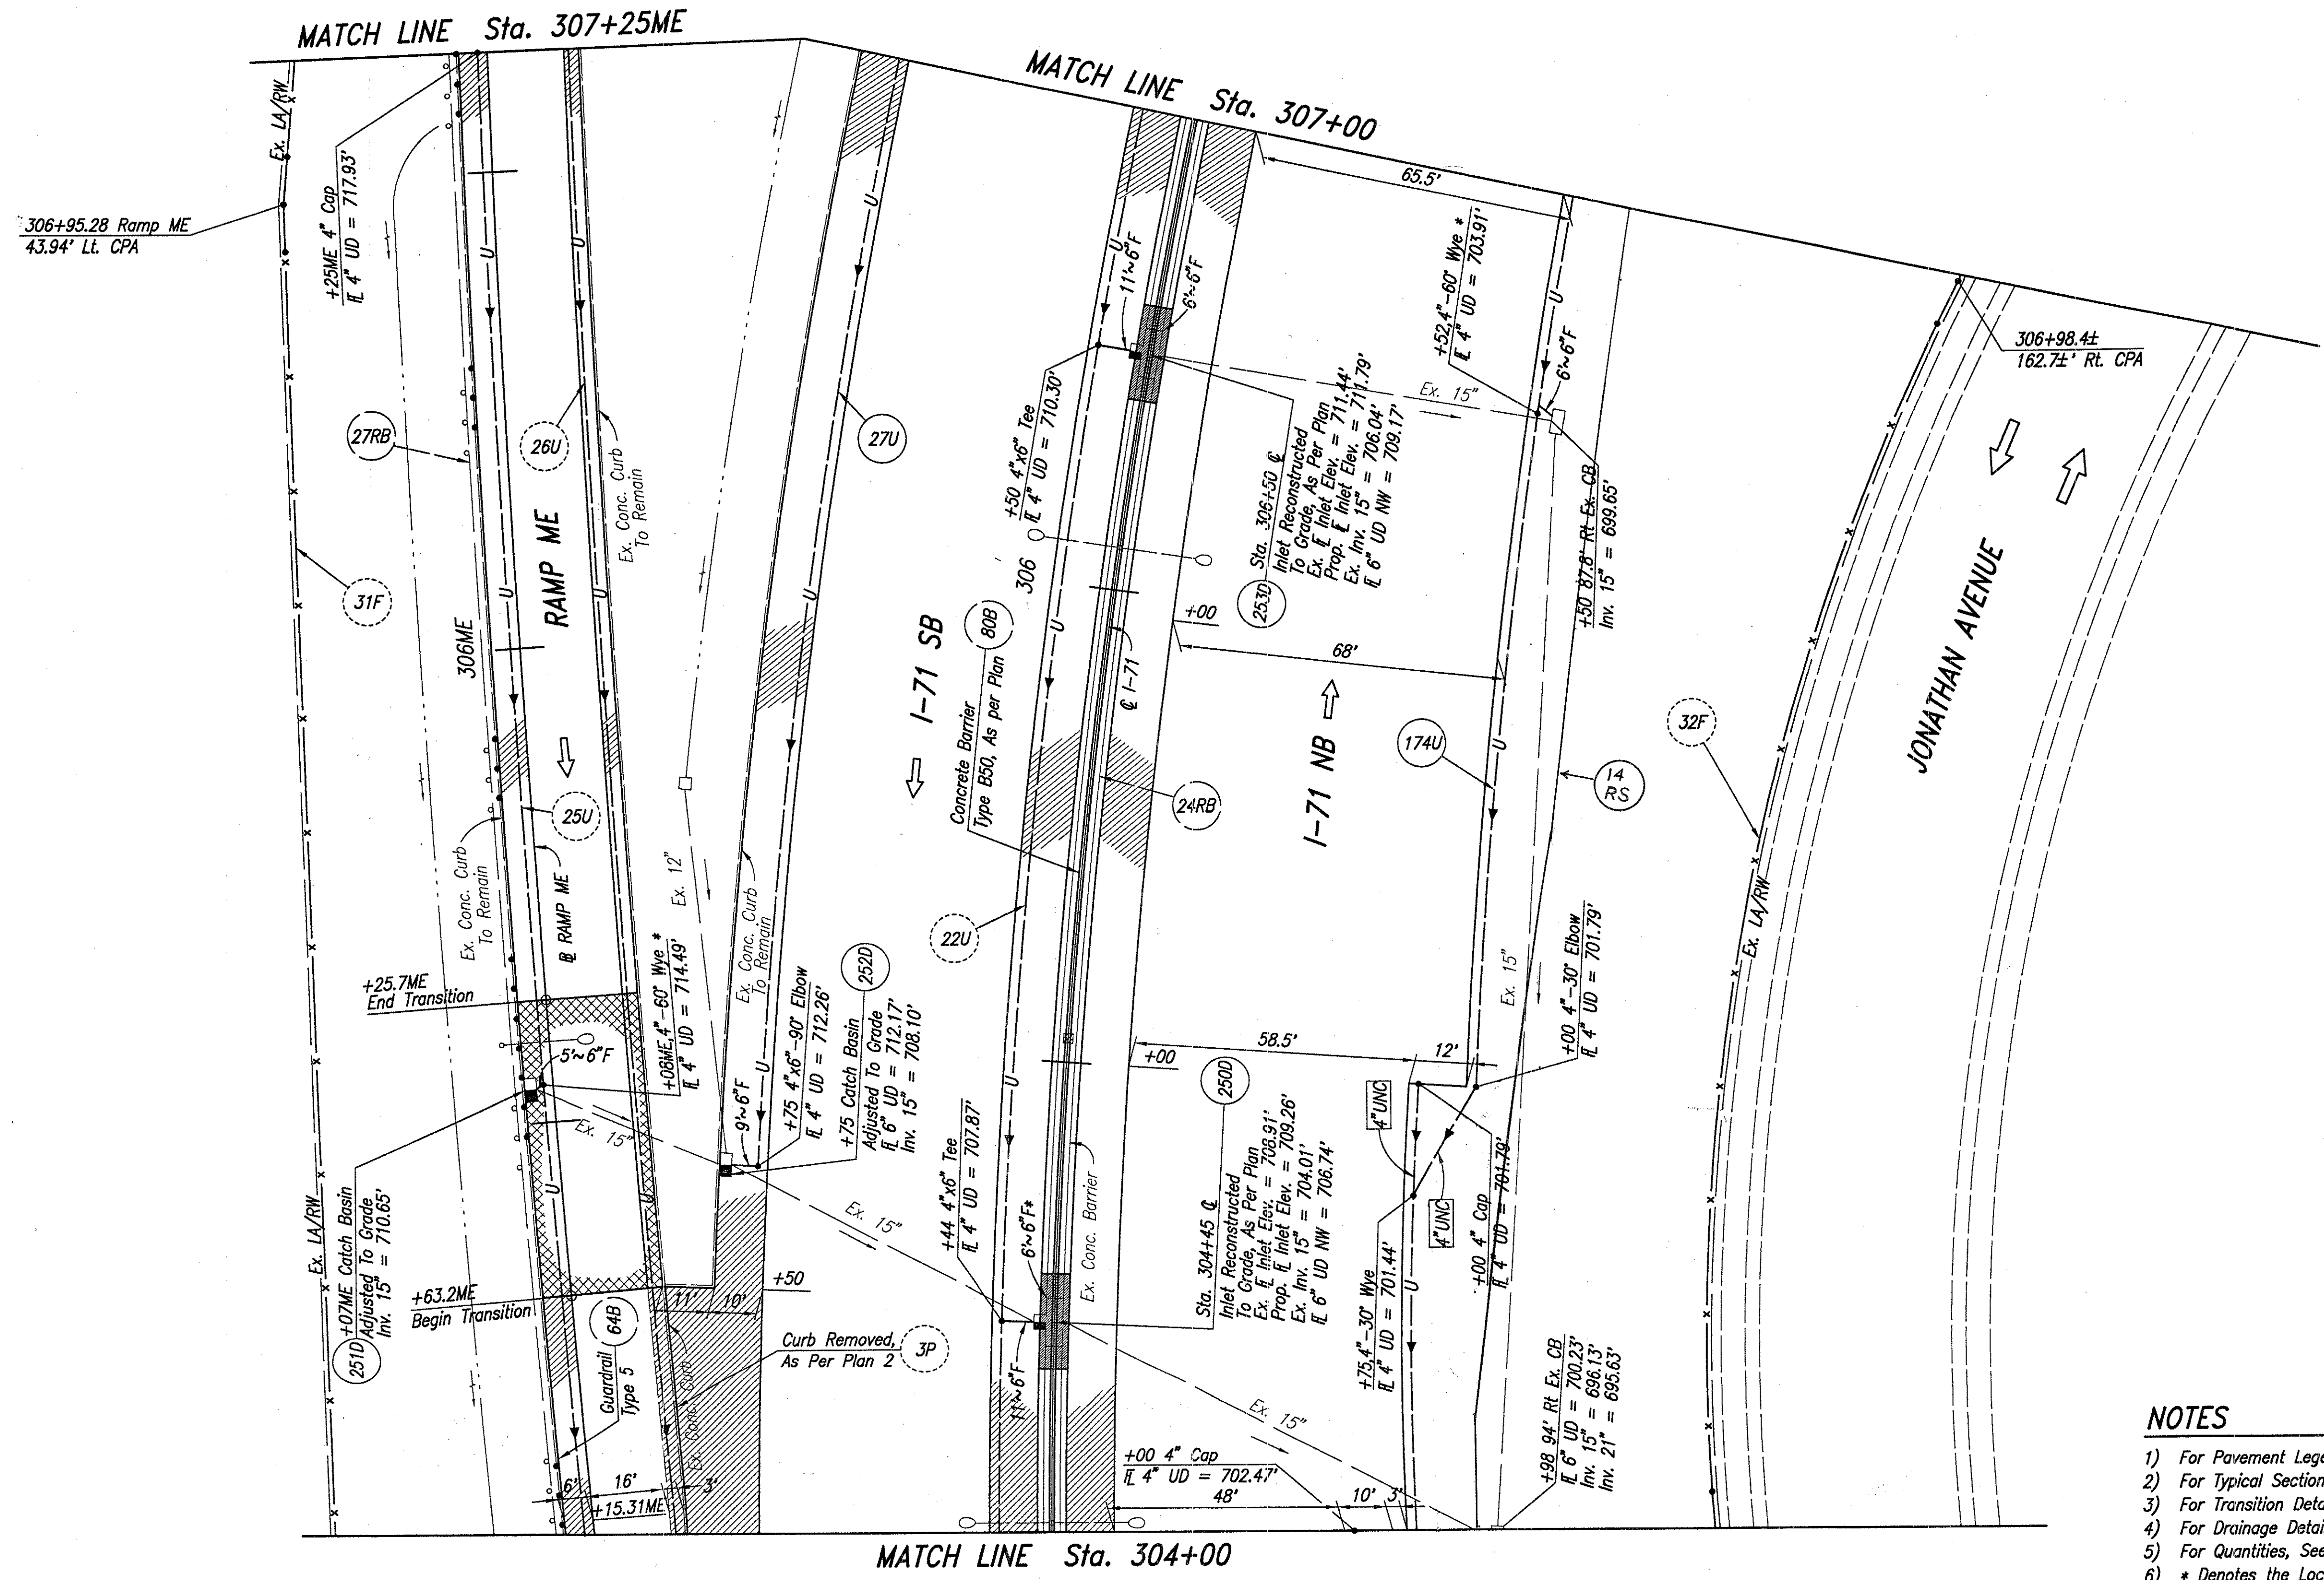 MATCH LINE Sta. 307+25ME
MATCH LINE Sta. 307+00
Ex. LA/RW
306+95.28 Ramp ME
43.94' Lt. CPA
+25ME 4" Cap
℄ 4" UD = 717.93'
27RB
26U
RAMP ME
Ex. Conc. Curb
To Remain
27U
31F
306ME
25U
Ex. Conc. Curb
To Remain
RAMP ME
+25.7ME
End Transition
5'~6"F
+08ME,4"-60° Wye *
℄ 4" UD = 714.49'
Ex. 12"
Ex. Conc. Curb
To Remain
Ex. 15"
9'~6"F
+75 4"x6"-90° Elbow
℄ 4" UD = 712.26'
252D
+75 Catch Basin
Adjusted To Grade
℄ 6" UD = 712.17'
Inv. 15" = 708.10'
Ex. LA/RW
251D
+07ME Catch Basin
Adjusted To Grade
Inv. 15" = 710.65'
+63.2ME
Begin Transition
64B
Guardrail
Type 5
11'
10'
+50
Curb Removed,
As Per Plan 2
3P
Ex. Conc. Curb
6'
16'
3'
+15.31ME
I-71 SB
306
+50 4"x6" Tee
℄ 4" UD = 710.30'
11'~6"F
6'~6"F
80B
Concrete Barrier
Type B50, As per Plan
℄ I-71
22U
24RB
253D
Sta. 306+50 ℄
Inlet Reconstructed
To Grade, As Per Plan
Ex. ℄ Inlet Elev. = 711.44'
Prop. ℄ Inlet Elev. = 711.79'
Ex. Inv. 15" = 706.04'
℄ 6" UD NW = 709.17'
65.5'
+52,4"-60° Wye *
℄ 4" UD = 703.91'
6'~6"F
Ex. 15"
+50 87.8' Rt Ex. CB
Inv. 15" = 699.65'
+00
68'
I-71 NB
174U
14
RS
32F
306+98.4±
162.7±' Rt. CPA
JONATHAN AVENUE
Ex. LA/RW
Ex. 15"
+00 4"-30° Elbow
℄ 4" UD = 701.79'
58.5'
12'
+00
250D
Sta. 304+45 ℄
Inlet Reconstructed
To Grade, As Per Plan
Ex. ℄ Inlet Elev. = 708.91'
Prop. ℄ Inlet Elev. = 709.26'
Ex. Inv. 15" = 704.01'
℄ 6" UD NW = 706.74'
4"UNC
4"UNC
+00 4" Cap
℄ 4" UD = 701.79'
+44 4"x6" Tee
℄ 4" UD = 707.87'
6'~6"F*
11'~6"F
Ex. Conc. Barrier
Ex. 15"
Ex. 15"
+75,4"-30° Wye
℄ 4" UD = 701.44'
+98 94' Rt Ex. CB
℄ 6" UD = 700.23'
Inv. 15" = 696.13'
Inv. 21" = 695.63'
+00 4" Cap
℄ 4" UD = 702.47'
48'
10'
3'
MATCH LINE Sta. 304+00
NOTES
1) For Pavement Lege
2) For Typical Section
3) For Transition Deta
4) For Drainage Detai
5) For Quantities, See
6) * Denotes the Loc